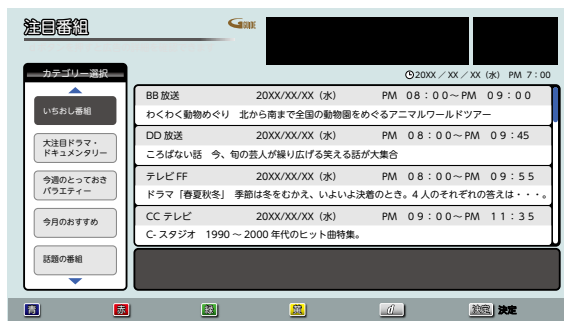 注目番組
G GUIDE
カテゴリー選択
20XX／XX／XX（水） PM 7：00
いちおし番組
大注目ドラマ・
ドキュメンタリー
今週のとっておき
バラエティー
今月のおすすめ
話題の番組
BB 放送 20XX/XX/XX（水） PM 08：00～PM 09：00
わくわく動物めぐり 北から南まで全国の動物園をめぐるアニマルワールドツアー
DD 放送 20XX/XX/XX（水） PM 08：00～PM 09：45
ころばない話 今、旬の芸人が繰り広げる笑える話が大集合
テレビ FF 20XX/XX/XX（水） PM 08：00～PM 09：55
ドラマ「春夏秋冬」 季節は冬をむかえ、いよいよ決着のとき。4 人のそれぞれの答えは・・・。
CC テレビ 20XX/XX/XX（水） PM 09：00～PM 11：35
C- スタジオ 1990 ～ 2000 年代のヒット曲特集。
青 赤 緑 黄 d 決定 決定